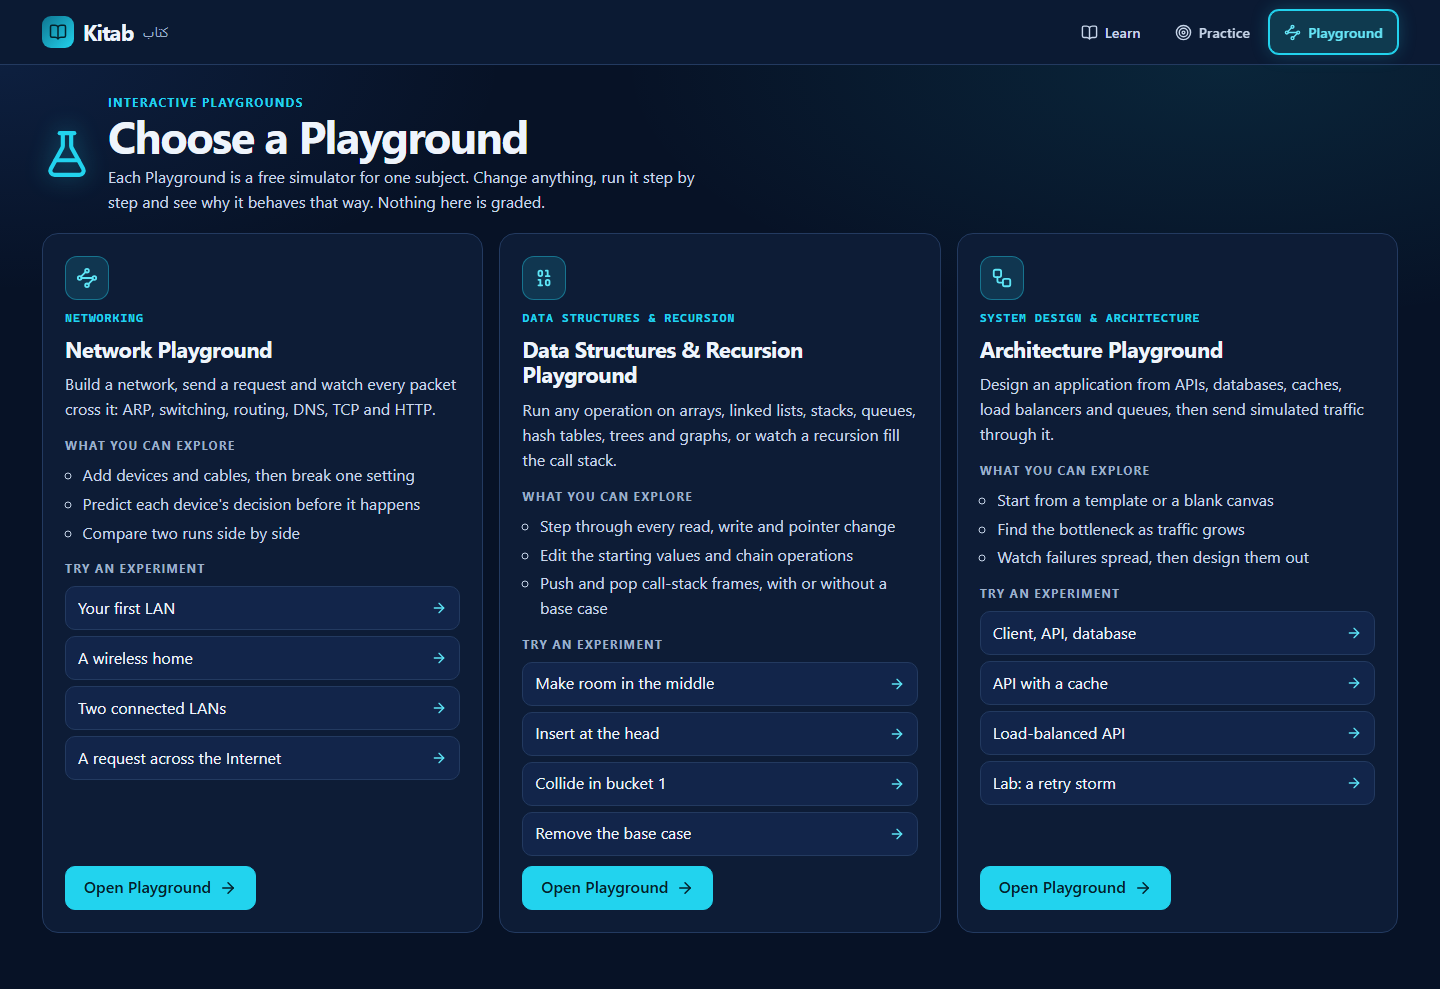 Kitab كتاب
Learn
Practice
Playground
INTERACTIVE PLAYGROUNDS
Choose a Playground
Each Playground is a free simulator for one subject. Change anything, run it step by
step and see why it behaves that way. Nothing here is graded.
NETWORKING
Network Playground
Build a network, send a request and watch every packet
cross it: ARP, switching, routing, DNS, TCP and HTTP.
WHAT YOU CAN EXPLORE
Add devices and cables, then break one setting
Predict each device's decision before it happens
Compare two runs side by side
TRY AN EXPERIMENT
Your first LAN
A wireless home
Two connected LANs
A request across the Internet
Open Playground
01
10
DATA STRUCTURES & RECURSION
Data Structures & Recursion
Playground
Run any operation on arrays, linked lists, stacks, queues,
hash tables, trees and graphs, or watch a recursion fill
the call stack.
WHAT YOU CAN EXPLORE
Step through every read, write and pointer change
Edit the starting values and chain operations
Push and pop call-stack frames, with or without a
base case
TRY AN EXPERIMENT
Make room in the middle
Insert at the head
Collide in bucket 1
Remove the base case
Open Playground
SYSTEM DESIGN & ARCHITECTURE
Architecture Playground
Design an application from APIs, databases, caches,
load balancers and queues, then send simulated traffic
through it.
WHAT YOU CAN EXPLORE
Start from a template or a blank canvas
Find the bottleneck as traffic grows
Watch failures spread, then design them out
TRY AN EXPERIMENT
Client, API, database
API with a cache
Load-balanced API
Lab: a retry storm
Open Playground